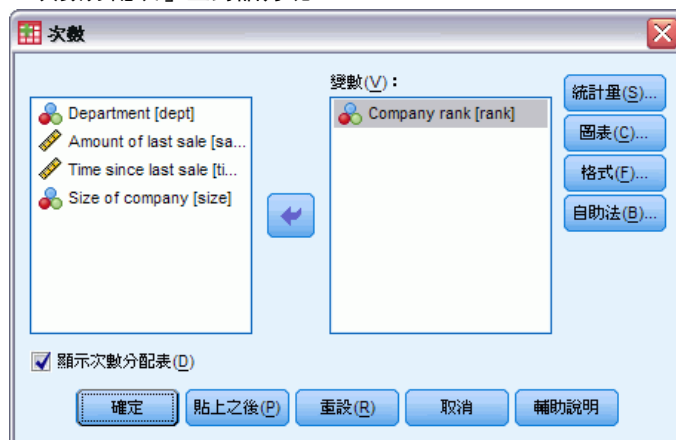 次數
變數(V)：
Department [dept]
Amount of last sale [sa...
Time since last sale [ti...
Size of company [size]
Company rank [rank]
統計量(S)...
圖表(C)...
格式(F)...
自助法(B)...
顯示次數分配表(D)
確定
貼上之後(P)
重設(R)
取消
輔助說明